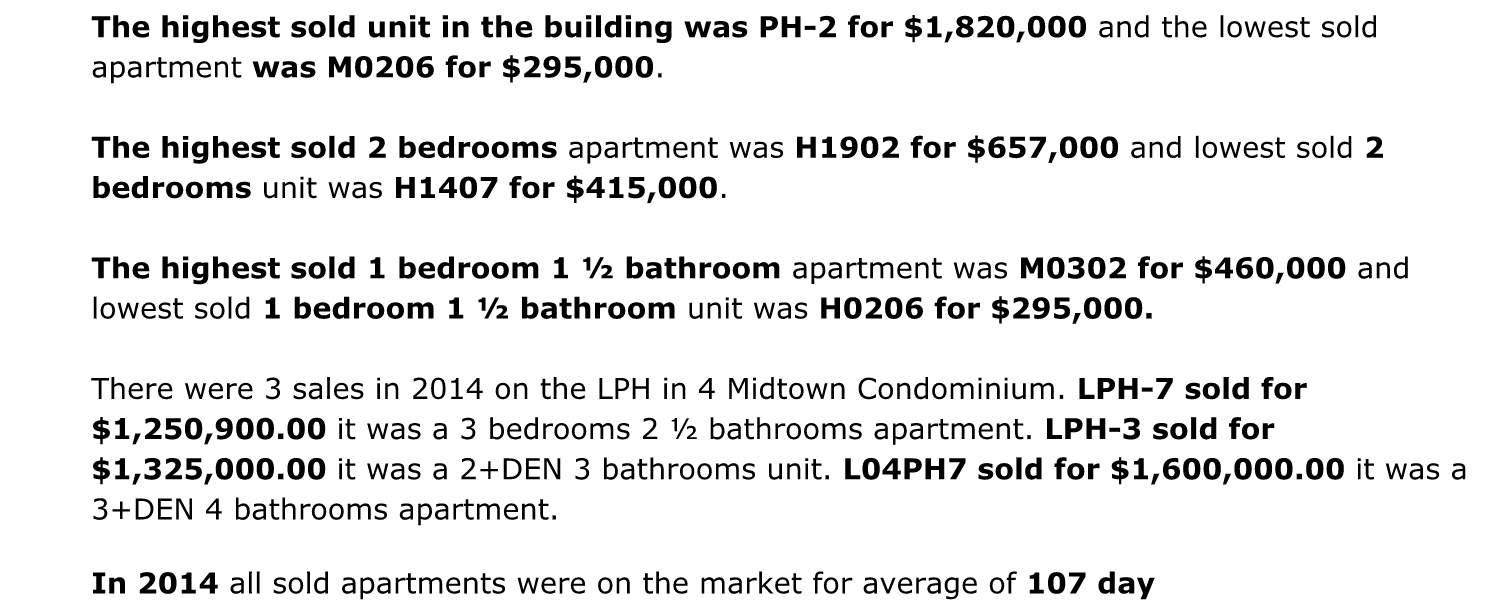 The highest sold unit in the building was PH-2 for $1,820,000 and the lowest sold
apartment was M0206 for $295,000.
The highest sold 2 bedrooms apartment was H1902 for $657,000 and lowest sold 2
bedrooms unit was H1407 for $415,000.
The highest sold 1 bedroom 1 ½ bathroom apartment was M0302 for $460,000 and
lowest sold 1 bedroom 1 ½ bathroom unit was H0206 for $295,000.
There were 3 sales in 2014 on the LPH in 4 Midtown Condominium. LPH-7 sold for
$1,250,900.00 it was a 3 bedrooms 2 ½ bathrooms apartment. LPH-3 sold for
$1,325,000.00 it was a 2+DEN 3 bathrooms unit. L04PH7 sold for $1,600,000.00 it was a
3+DEN 4 bathrooms apartment.
In 2014 all sold apartments were on the market for average of 107 day